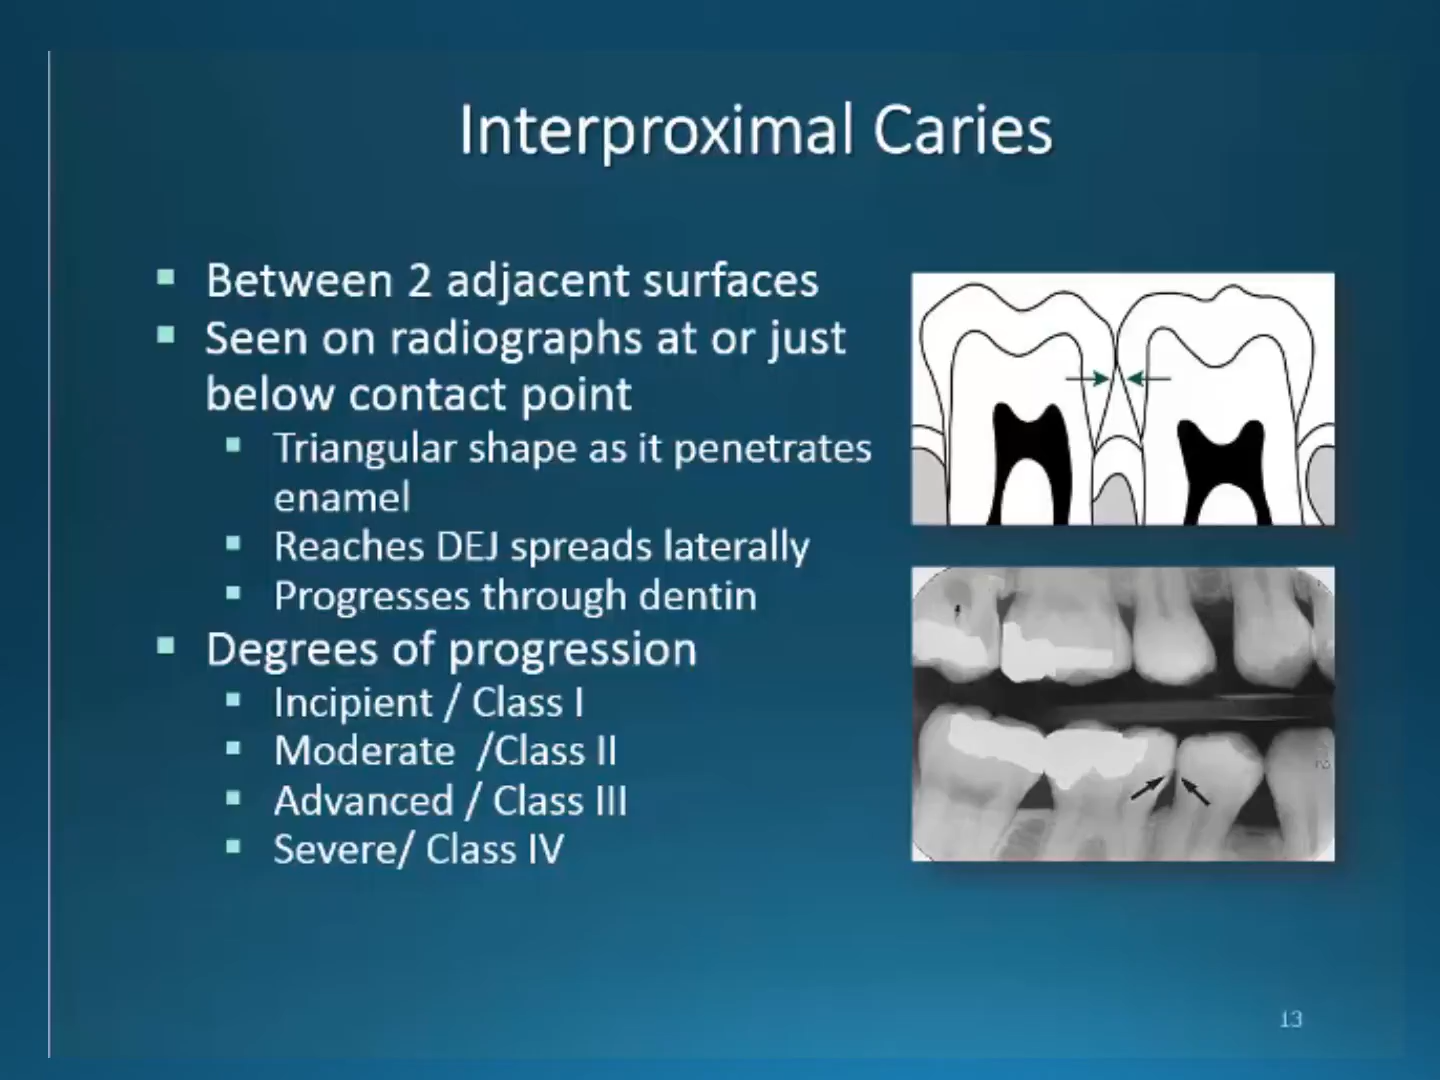 Interproximal Caries
Between 2 adjacent surfaces
Seen on radiographs at or just
below contact point
Triangular shape as it penetrates
enamel
Reaches DEJ spreads laterally
Progresses through dentin
Degrees of progression
Incipient / Class I
Moderate  /Class II
Advanced / Class III
Severe/ Class IV
13